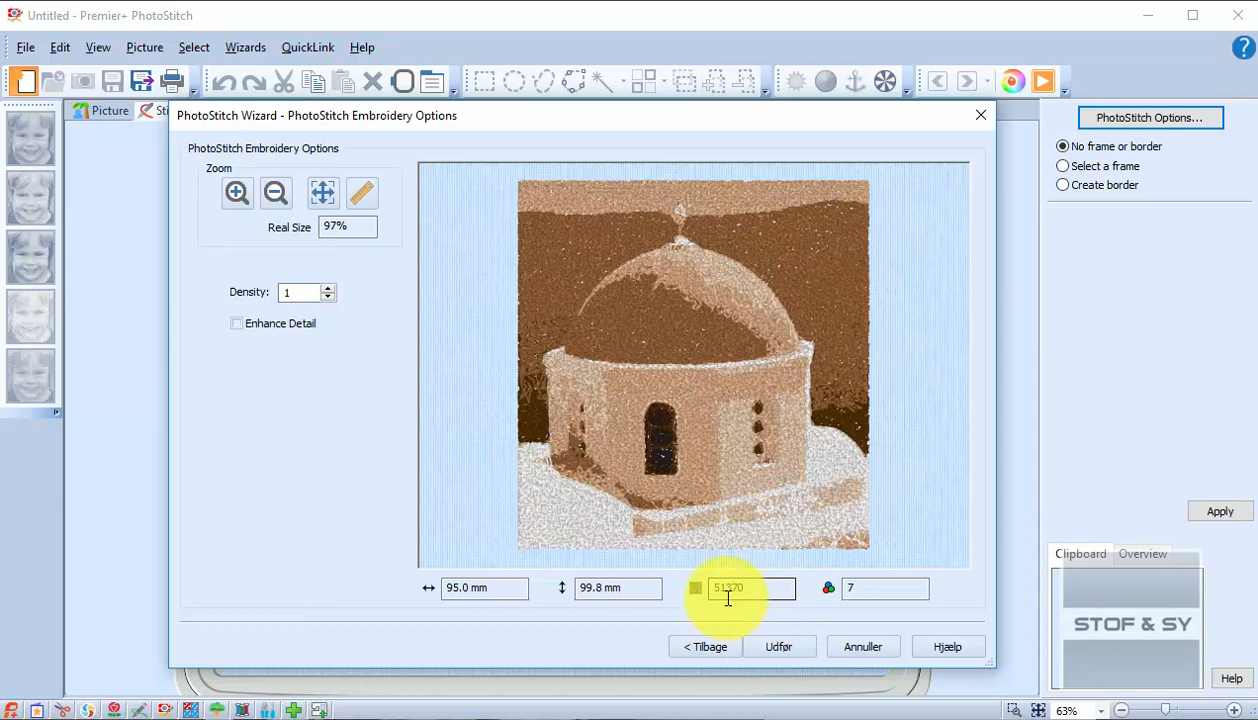 Untitled - Premier+ PhotoStitch
File Edit View Picture Select Wizards QuickLink Help
Picture
PhotoStitch Wizard - PhotoStitch Embroidery Options
PhotoStitch Options...
PhotoStitch Embroidery Options
No frame or border
Zoom
Select a frame
Create border
Real Size 97%
Density: 1
Enhance Detail
Apply
Clipboard Overview
95.0 mm 99.8 mm 51370 7
STOF & SY
< Tilbage Udfør Annuller Hjælp
Help
63%